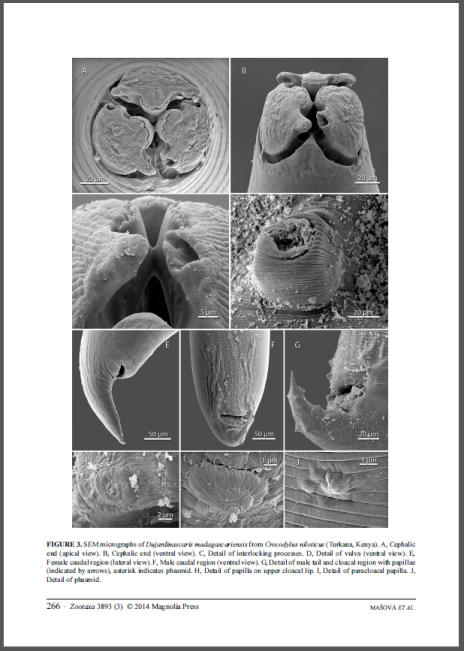 A
B
20 µm
20 µm
5 µm
20 µm
E
F
G
50 µm
50 µm
20 µm
J
2 µm
1 µm
3 µm
FIGURE 3. SEM micrographs of Dujardinascaris madagascariensis from Crocodylus niloticus (Turkana, Kenya). A, Cephalic
end (apical view). B, Cephalic end (ventral view). C, Detail of interlocking processes. D, Detail of vulva (ventral view). E,
Female caudal region (lateral view). F, Male caudal region (ventral view). G, Detail of male tail and cloacal region with papillae
(indicated by arrows), asterisk indicates phasmid. H, Detail of papilla on upper cloacal lip. I, Detail of paracloacal papilla. J,
Detail of phasmid.
266 · Zootaxa 3893 (3) © 2014 Magnolia Press
MAŠOVÁ ET AL.